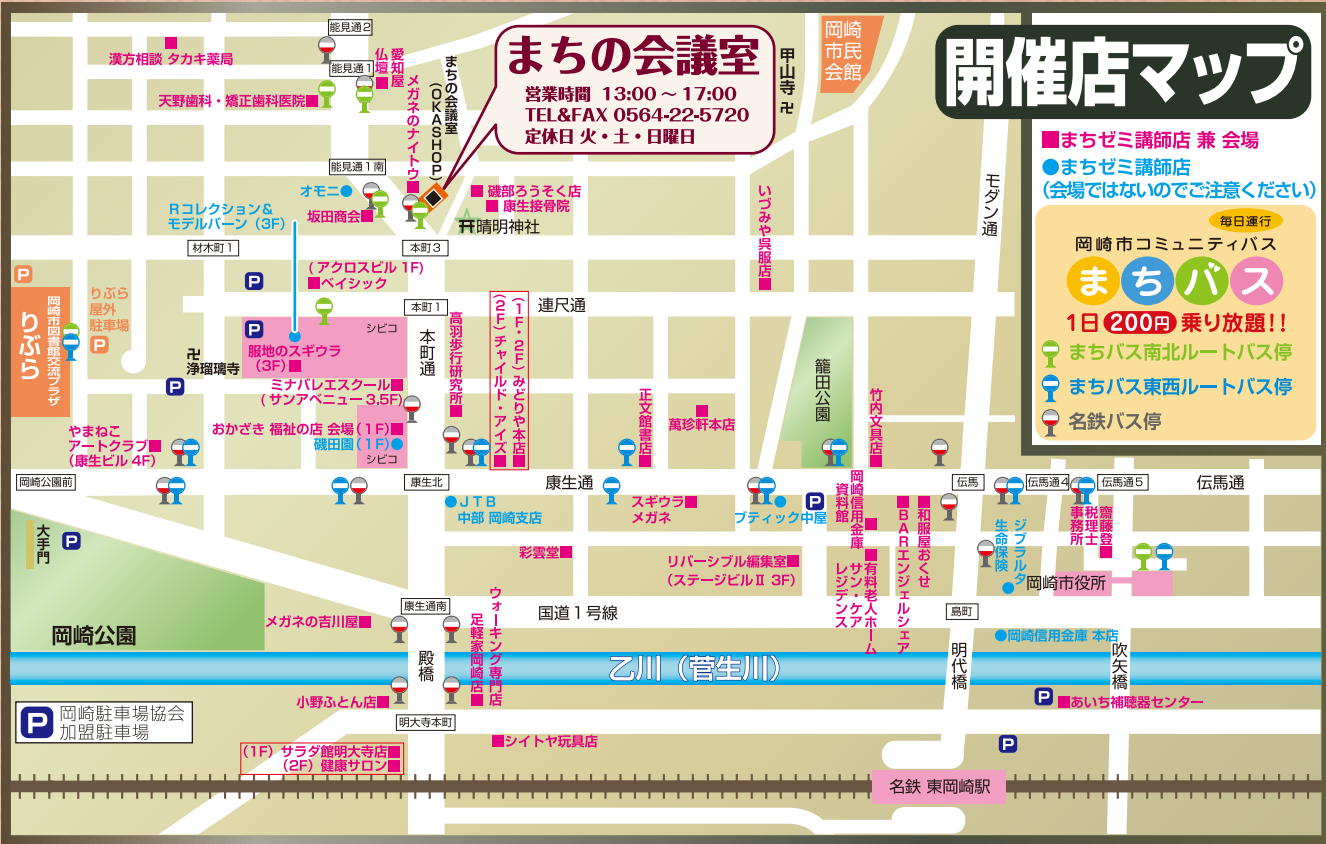 開催店マップ
■まちゼミ講師店 兼 会場
●まちゼミ講師店
(会場ではないのでご注意ください)
毎日運行
岡崎市コミュニティバス
まちバス
1日200円乗り放題!!
まちバス南北ルートバス停
まちバス東西ルートバス停
名鉄バス停
まちの会議室
営業時間 13:00～17:00
TEL&FAX 0564-22-5720
定休日 火・土・日曜日
能見通2
漢方相談 タカキ薬局
能見通1
愛知屋
仏壇
天野歯科・矯正歯科医院
メガネのナイトウ
まちの会議室
(OKASHOP)
甲山寺 卍
岡崎
市民
会館
能見通1南
オモニ
坂田商会
磯部ろうそく店
康生接骨院
晴明神社
Rコレクション&
モデルバーン (3F)
材木町1
本町3
いづみや呉服店
モダン通
P
(アクロスビル 1F)
ベイシック
P
りぶら
岡崎市図書館交流プラザ
りぶら
屋外
駐車場
P
本町1
連尺通
P
シビコ
服地のスギウラ
(3F)
卍
浄瑠璃寺
P
本町通
高羽歩行研究所
(1F・2F)みどりや本店
(2F)チャイルド・アイズ
ミナバレエスクール
(サンアベニュー 3,5F)
おかざき 福祉の店 会場(1F)
磯田園(1F)
シビコ
やまねこ
アートクラブ
(康生ビル 4F)
正文館書店
萬珍軒本店
籠田公園
竹内文具店
岡崎公園前
康生北
康生通
伝馬
伝馬通4
伝馬通5
伝馬通
JTB
中部 岡崎支店
スギウラ
メガネ
ブティック中屋
P
岡崎信用金庫
資料館
和服屋おくせ
BARエンジェルシェア
ジブラルタ
生命保険
齋藤登
税理士
事務所
大手門
P
彩雲堂
リバーシブル編集室
(ステージビルⅡ 3F)
有料老人ホーム
サン・ケア
レジデンス
岡崎市役所
岡崎公園
康生通南
国道1号線
島町
メガネの吉川屋
ウォーキング専門店
足軽家岡崎店
岡崎信用金庫 本店
殿橋
乙川（菅生川）
明代橋
吹矢橋
小野ふとん店
P
あいち補聴器センター
P
岡崎駐車場協会
加盟駐車場
明大寺本町
シイトヤ玩具店
P
(1F) サラダ館明大寺店
(2F) 健康サロン
名鉄 東岡崎駅